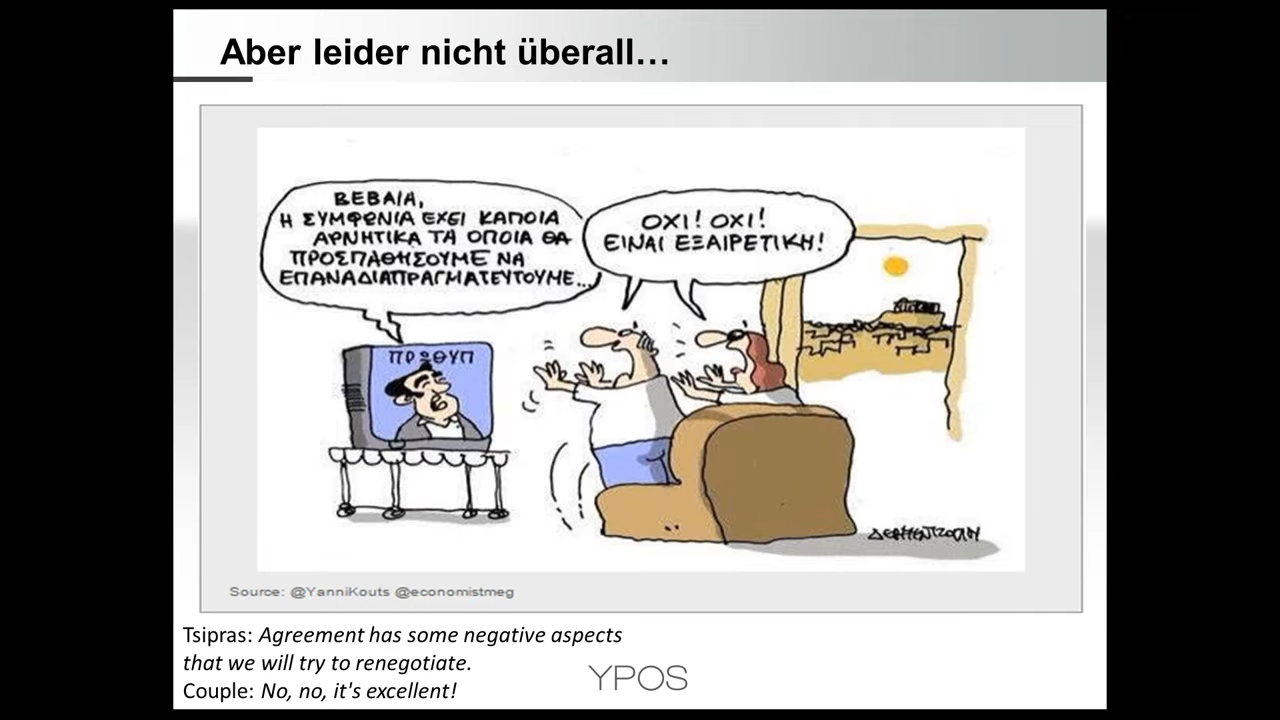 Aber leider nicht überall…
ΒΕΒΑΙΑ,
Η ΣΥΜΦΩΝΙΑ ΕΧΕΙ ΚΑΠΟΙΑ
ΑΡΝΗΤΙΚΑ ΤΑ ΟΠΟΙΑ ΘΑ
ΠΡΟΣΠΑΘΗΣΟΥΜΕ ΝΑ
ΕΠΑΝΑΔΙΑΠΡΑΓΜΑΤΕΥΤΟΥΜΕ...
ΟΧΙ! ΟΧΙ!
ΕΙΝΑΙ ΕΞΑΙΡΕΤΙΚΗ!
ΠΡΩΘΥΠ
Source: @YanniKouts @economistmeg
Tsipras: Agreement has some negative aspects
that we will try to renegotiate.
Couple: No, no, it's excellent!
YPOS